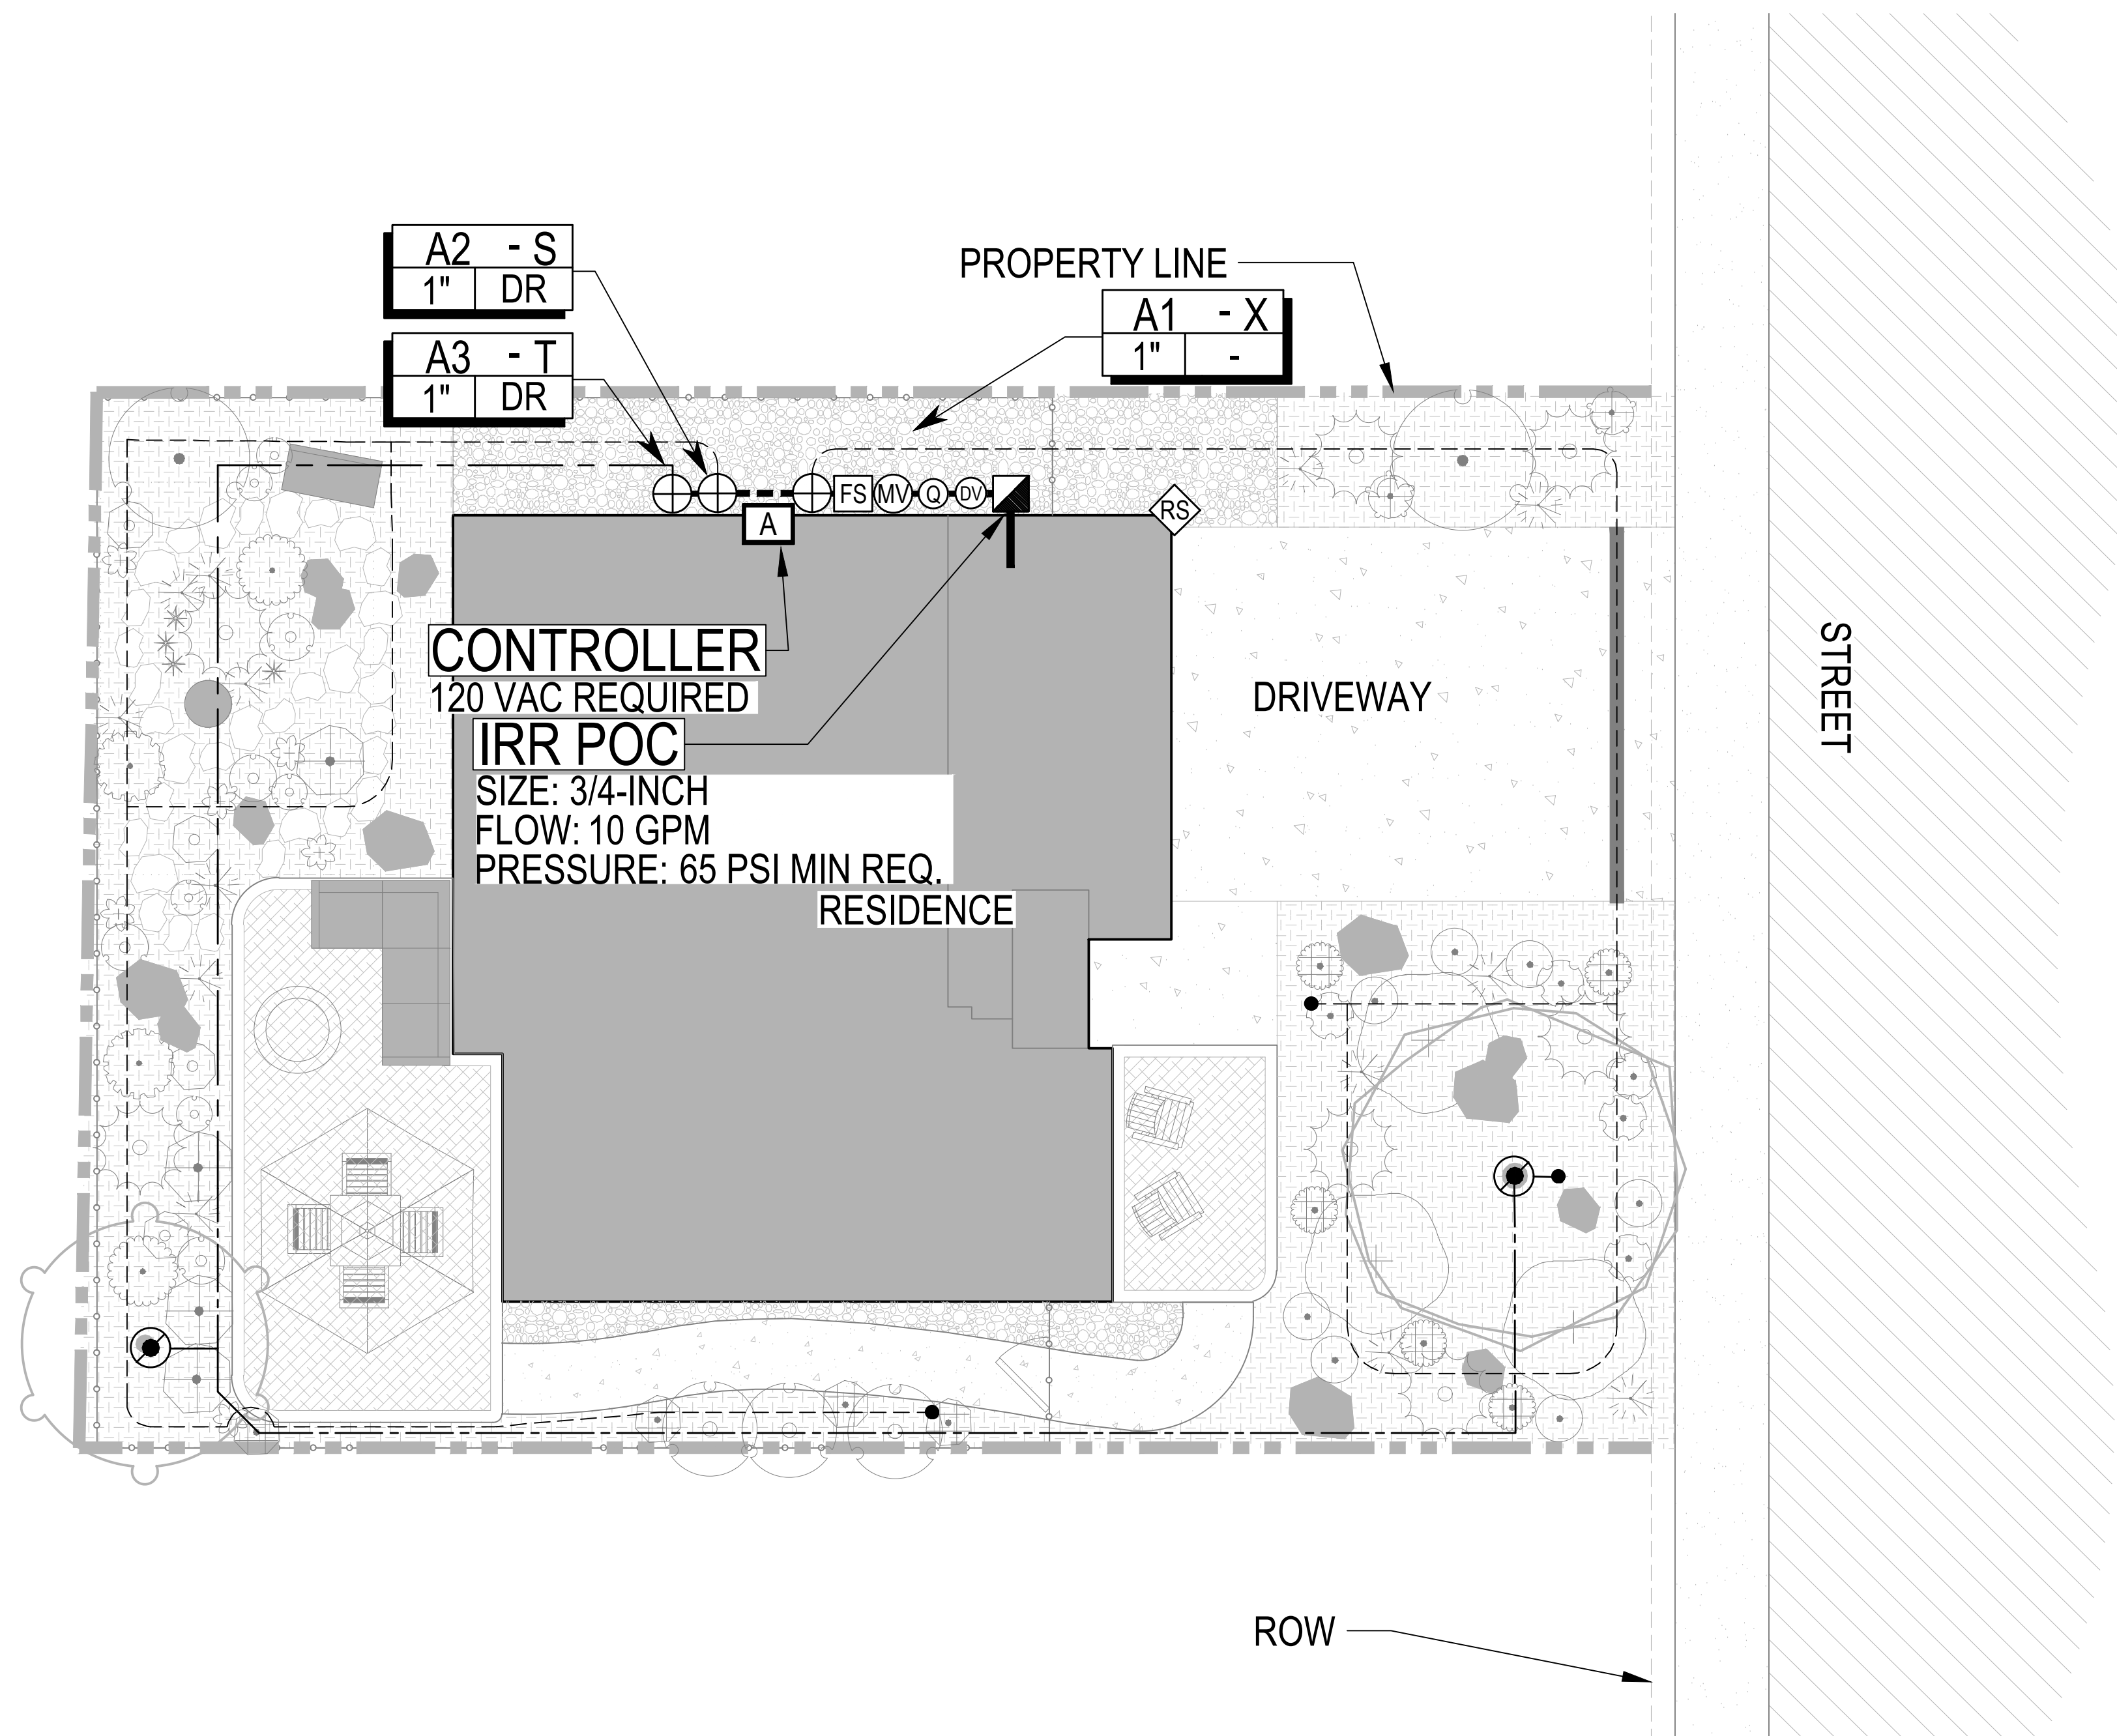 A2 - S
1" DR
PROPERTY LINE
A1 - X
1" -
A3 - T
1" DR
FS MV Q DV
RS
A
CONTROLLER
120 VAC REQUIRED
IRR POC
SIZE: 3/4-INCH
FLOW: 10 GPM
PRESSURE: 65 PSI MIN REQ.
RESIDENCE
DRIVEWAY
STREET
ROW